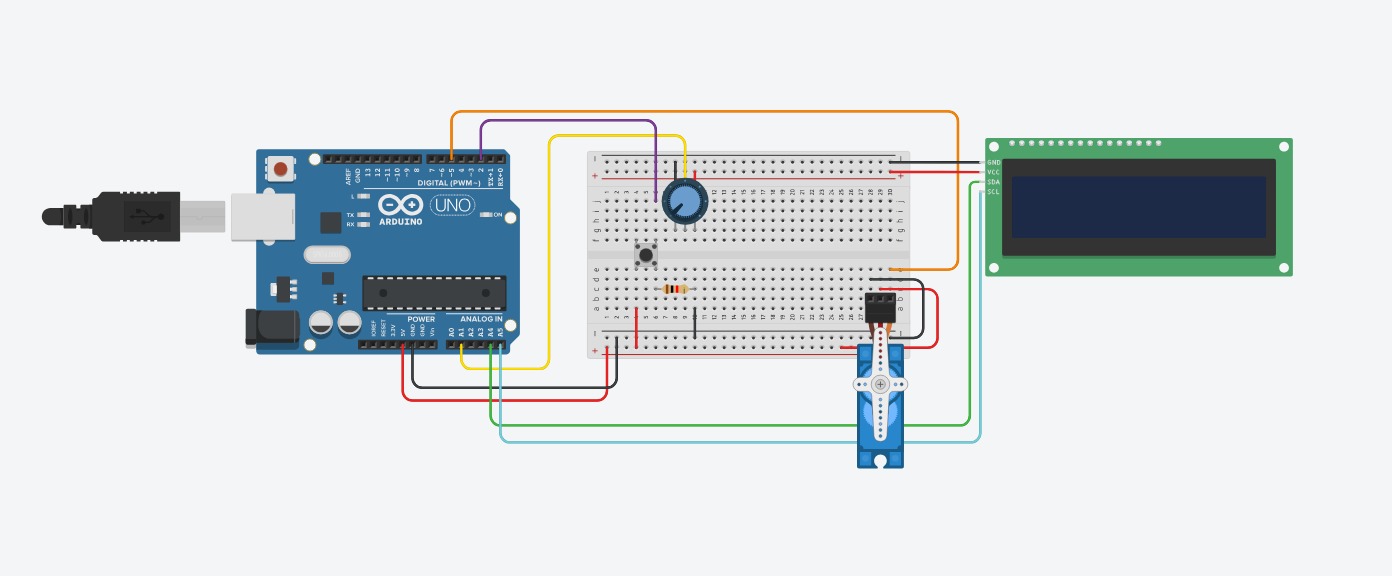 AREF
GND
13
12
~11
~10
~9
8
7
~6
~5
4
~3
2
TX→1
RX←0
DIGITAL (PWM~)
L
TX
RX
ARDUINO
UNO
ON
POWER
ANALOG IN
IOREF
RESET
3.3V
5V
GND
GND
Vin
A0
A1
A2
A3
A4
A5
GND
VCC
SDA
SCL